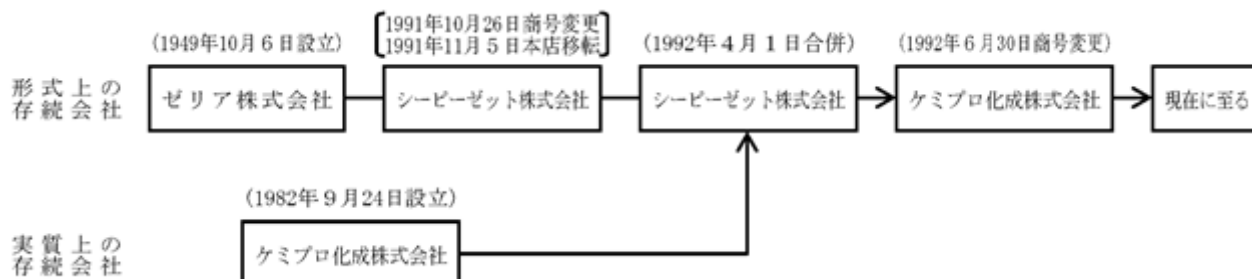 (1949年10月6日設立)
1991年10月26日商号変更
1991年11月5日本店移転
(1992年4月1日合併)
(1992年6月30日商号変更)
形式上の
存続会社
ゼリア株式会社
シーピーゼット株式会社
シーピーゼット株式会社
ケミプロ化成株式会社
現在に至る
(1982年9月24日設立)
実質上の
存続会社
ケミプロ化成株式会社